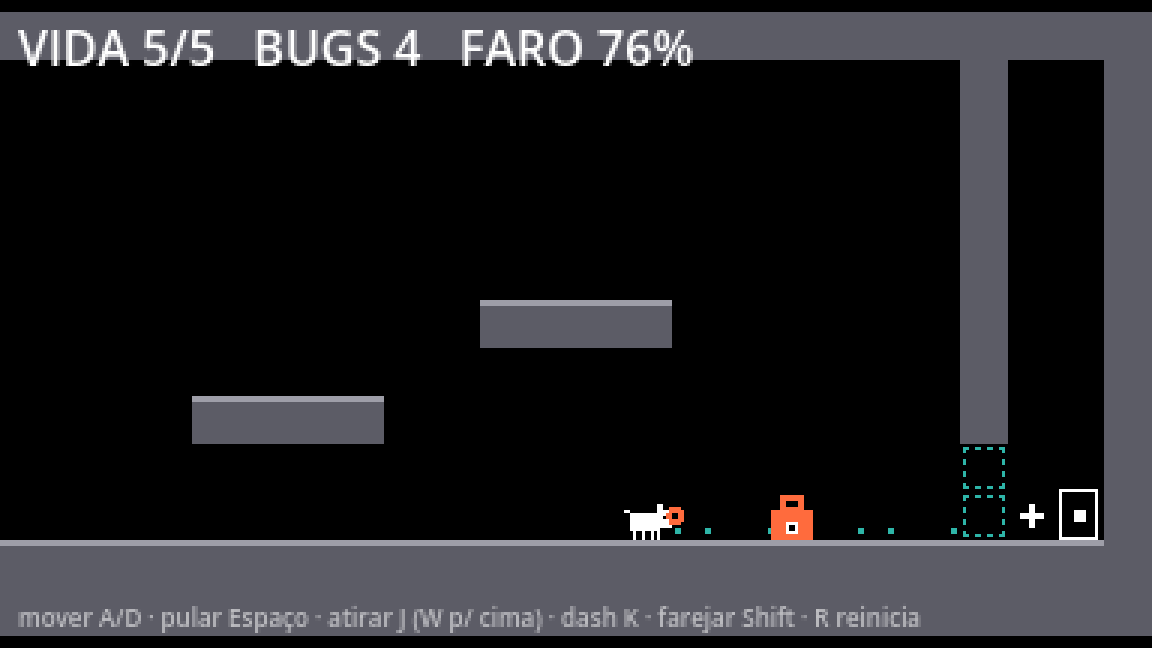 VIDA 5/5 BUGS 4 FARO 76%
mover A/D · pular Espaço · atirar J (W p/ cima) · dash K · farejar Shift · R reinicia